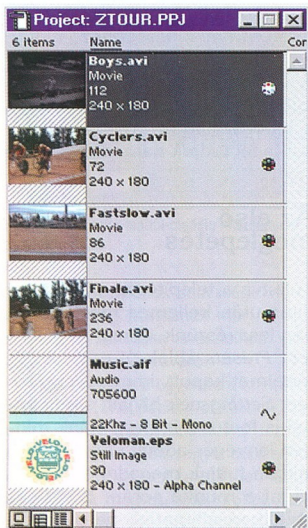 Project: ZTOUR.PPJ
6 items Name Cor
Boys.avi
Movie
112
240 × 180
Cyclers.avi
Movie
72
240 × 180
Fastslow.avi
Movie
86
240 × 180
Finale.avi
Movie
236
240 × 180
Music.aif
Audio
705600
22Khz - 8 Bit - Mono
Veloman.eps
Still Image
30
240 × 180 - Alpha Channel